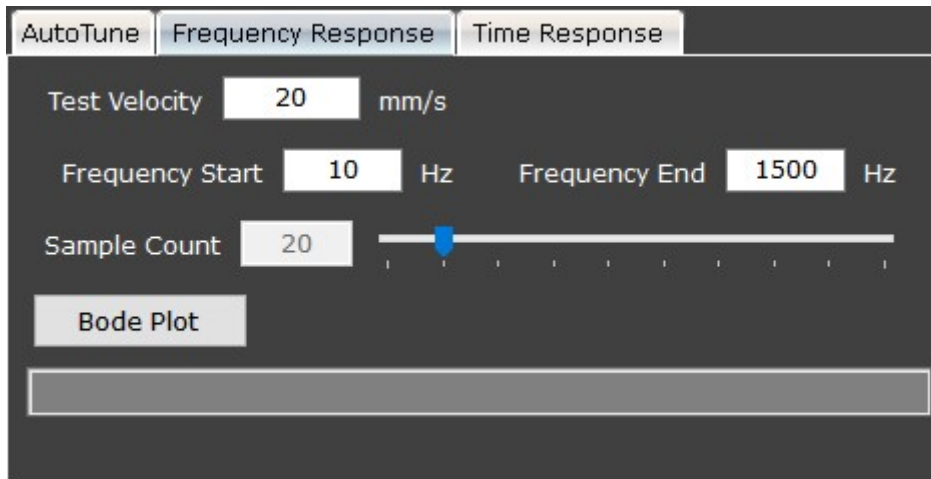 AutoTune Frequency Response Time Response
Test Velocity 20 mm/s
Frequency Start 10 Hz Frequency End 1500 Hz
Sample Count 20
Bode Plot